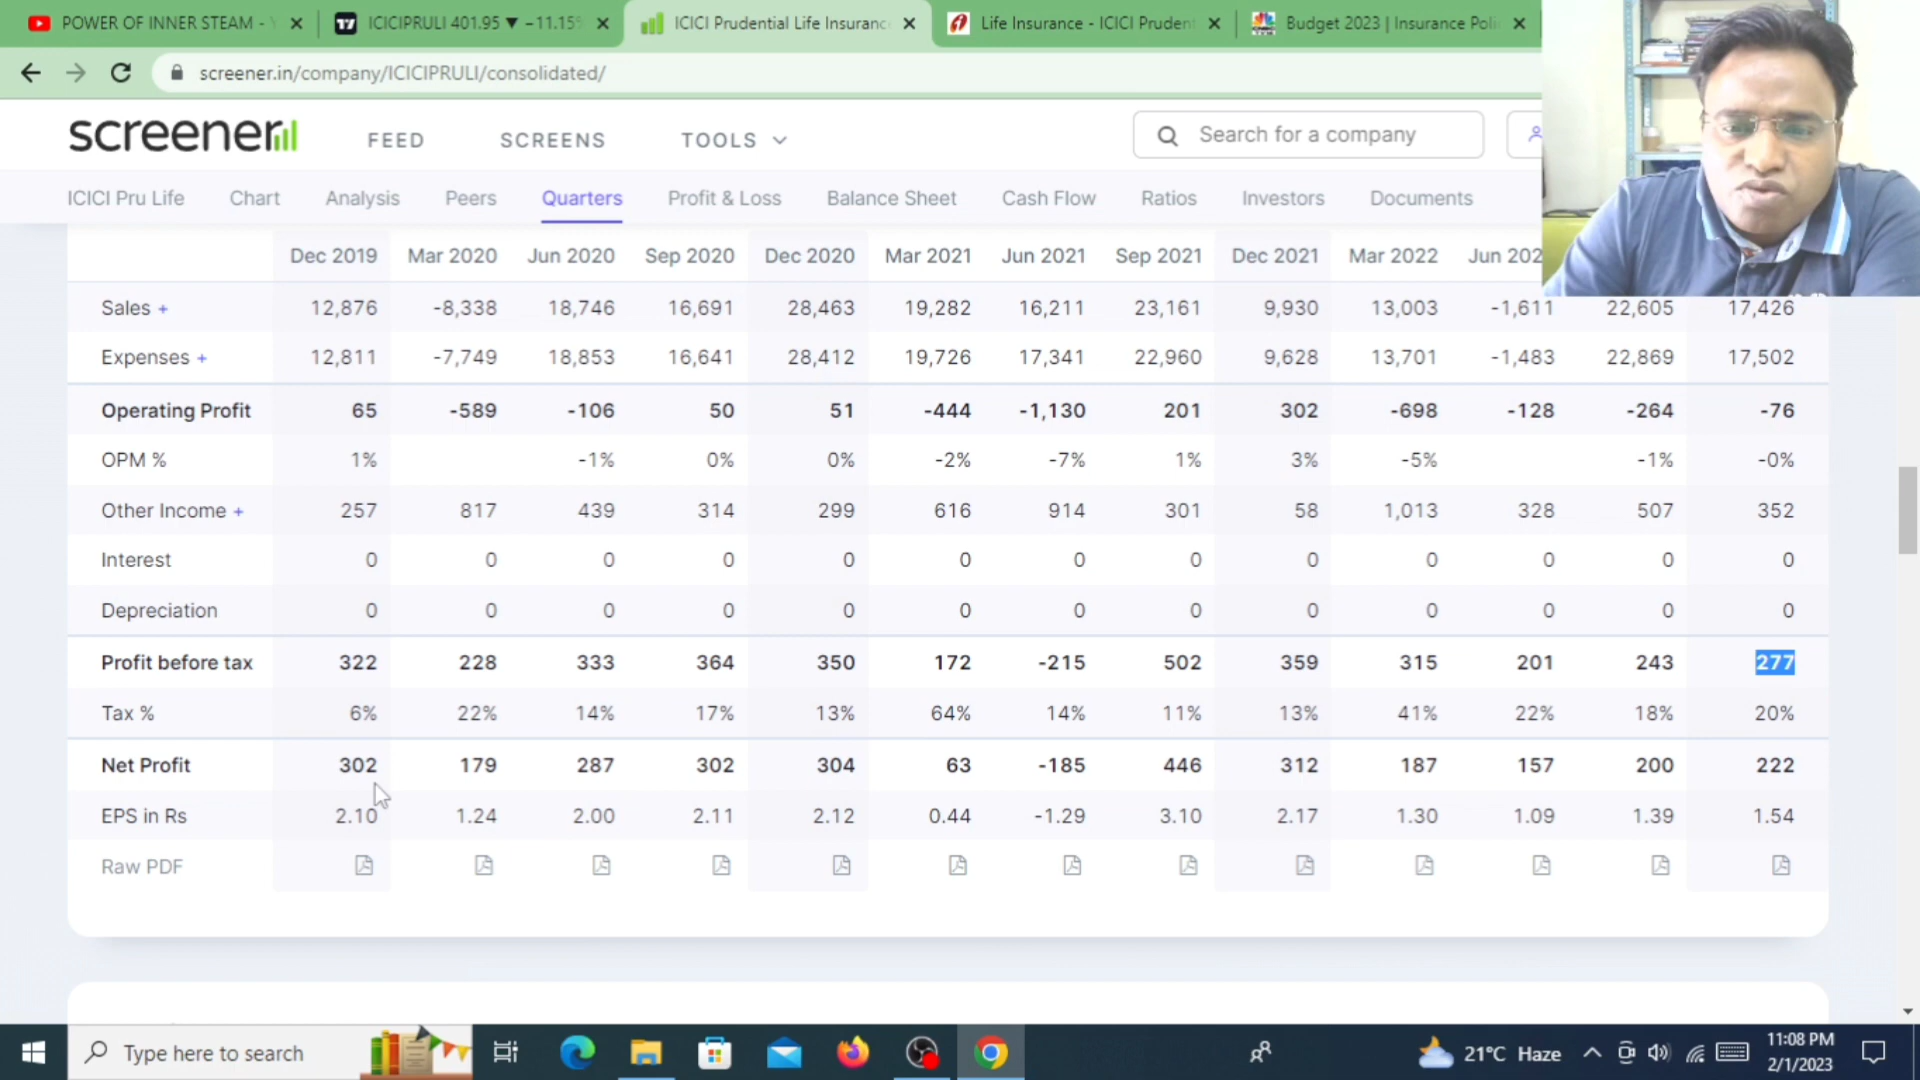 POWER OF INNER STEAM - Y
ICICIPRULI 401.95 ▼ −11.15%
ICICI Prudential Life Insuranc
Life Insurance - ICICI Prudent
Budget 2023 | Insurance Poli
screener.in/company/ICICIPRULI/consolidated/
screener
FEED SCREENS TOOLS
Search for a company
ICICI Pru Life Chart Analysis Peers Quarters Profit & Loss Balance Sheet Cash Flow Ratios Investors Documents
Dec 2019 Mar 2020 Jun 2020 Sep 2020 Dec 2020 Mar 2021 Jun 2021 Sep 2021 Dec 2021 Mar 2022 Jun 202
Sales + 12,876 -8,338 18,746 16,691 28,463 19,282 16,211 23,161 9,930 13,003 -1,611 22,605 17,426
Expenses + 12,811 -7,749 18,853 16,641 28,412 19,726 17,341 22,960 9,628 13,701 -1,483 22,869 17,502
Operating Profit 65 -589 -106 50 51 -444 -1,130 201 302 -698 -128 -264 -76
OPM % 1% -1% 0% 0% -2% -7% 1% 3% -5% -1% -0%
Other Income + 257 817 439 314 299 616 914 301 58 1,013 328 507 352
Interest 0 0 0 0 0 0 0 0 0 0 0 0 0
Depreciation 0 0 0 0 0 0 0 0 0 0 0 0 0
Profit before tax 322 228 333 364 350 172 -215 502 359 315 201 243 277
Tax % 6% 22% 14% 17% 13% 64% 14% 11% 13% 41% 22% 18% 20%
Net Profit 302 179 287 302 304 63 -185 446 312 187 157 200 222
EPS in Rs 2.10 1.24 2.00 2.11 2.12 0.44 -1.29 3.10 2.17 1.30 1.09 1.39 1.54
Raw PDF
Type here to search
21°C Haze
11:08 PM
2/1/2023